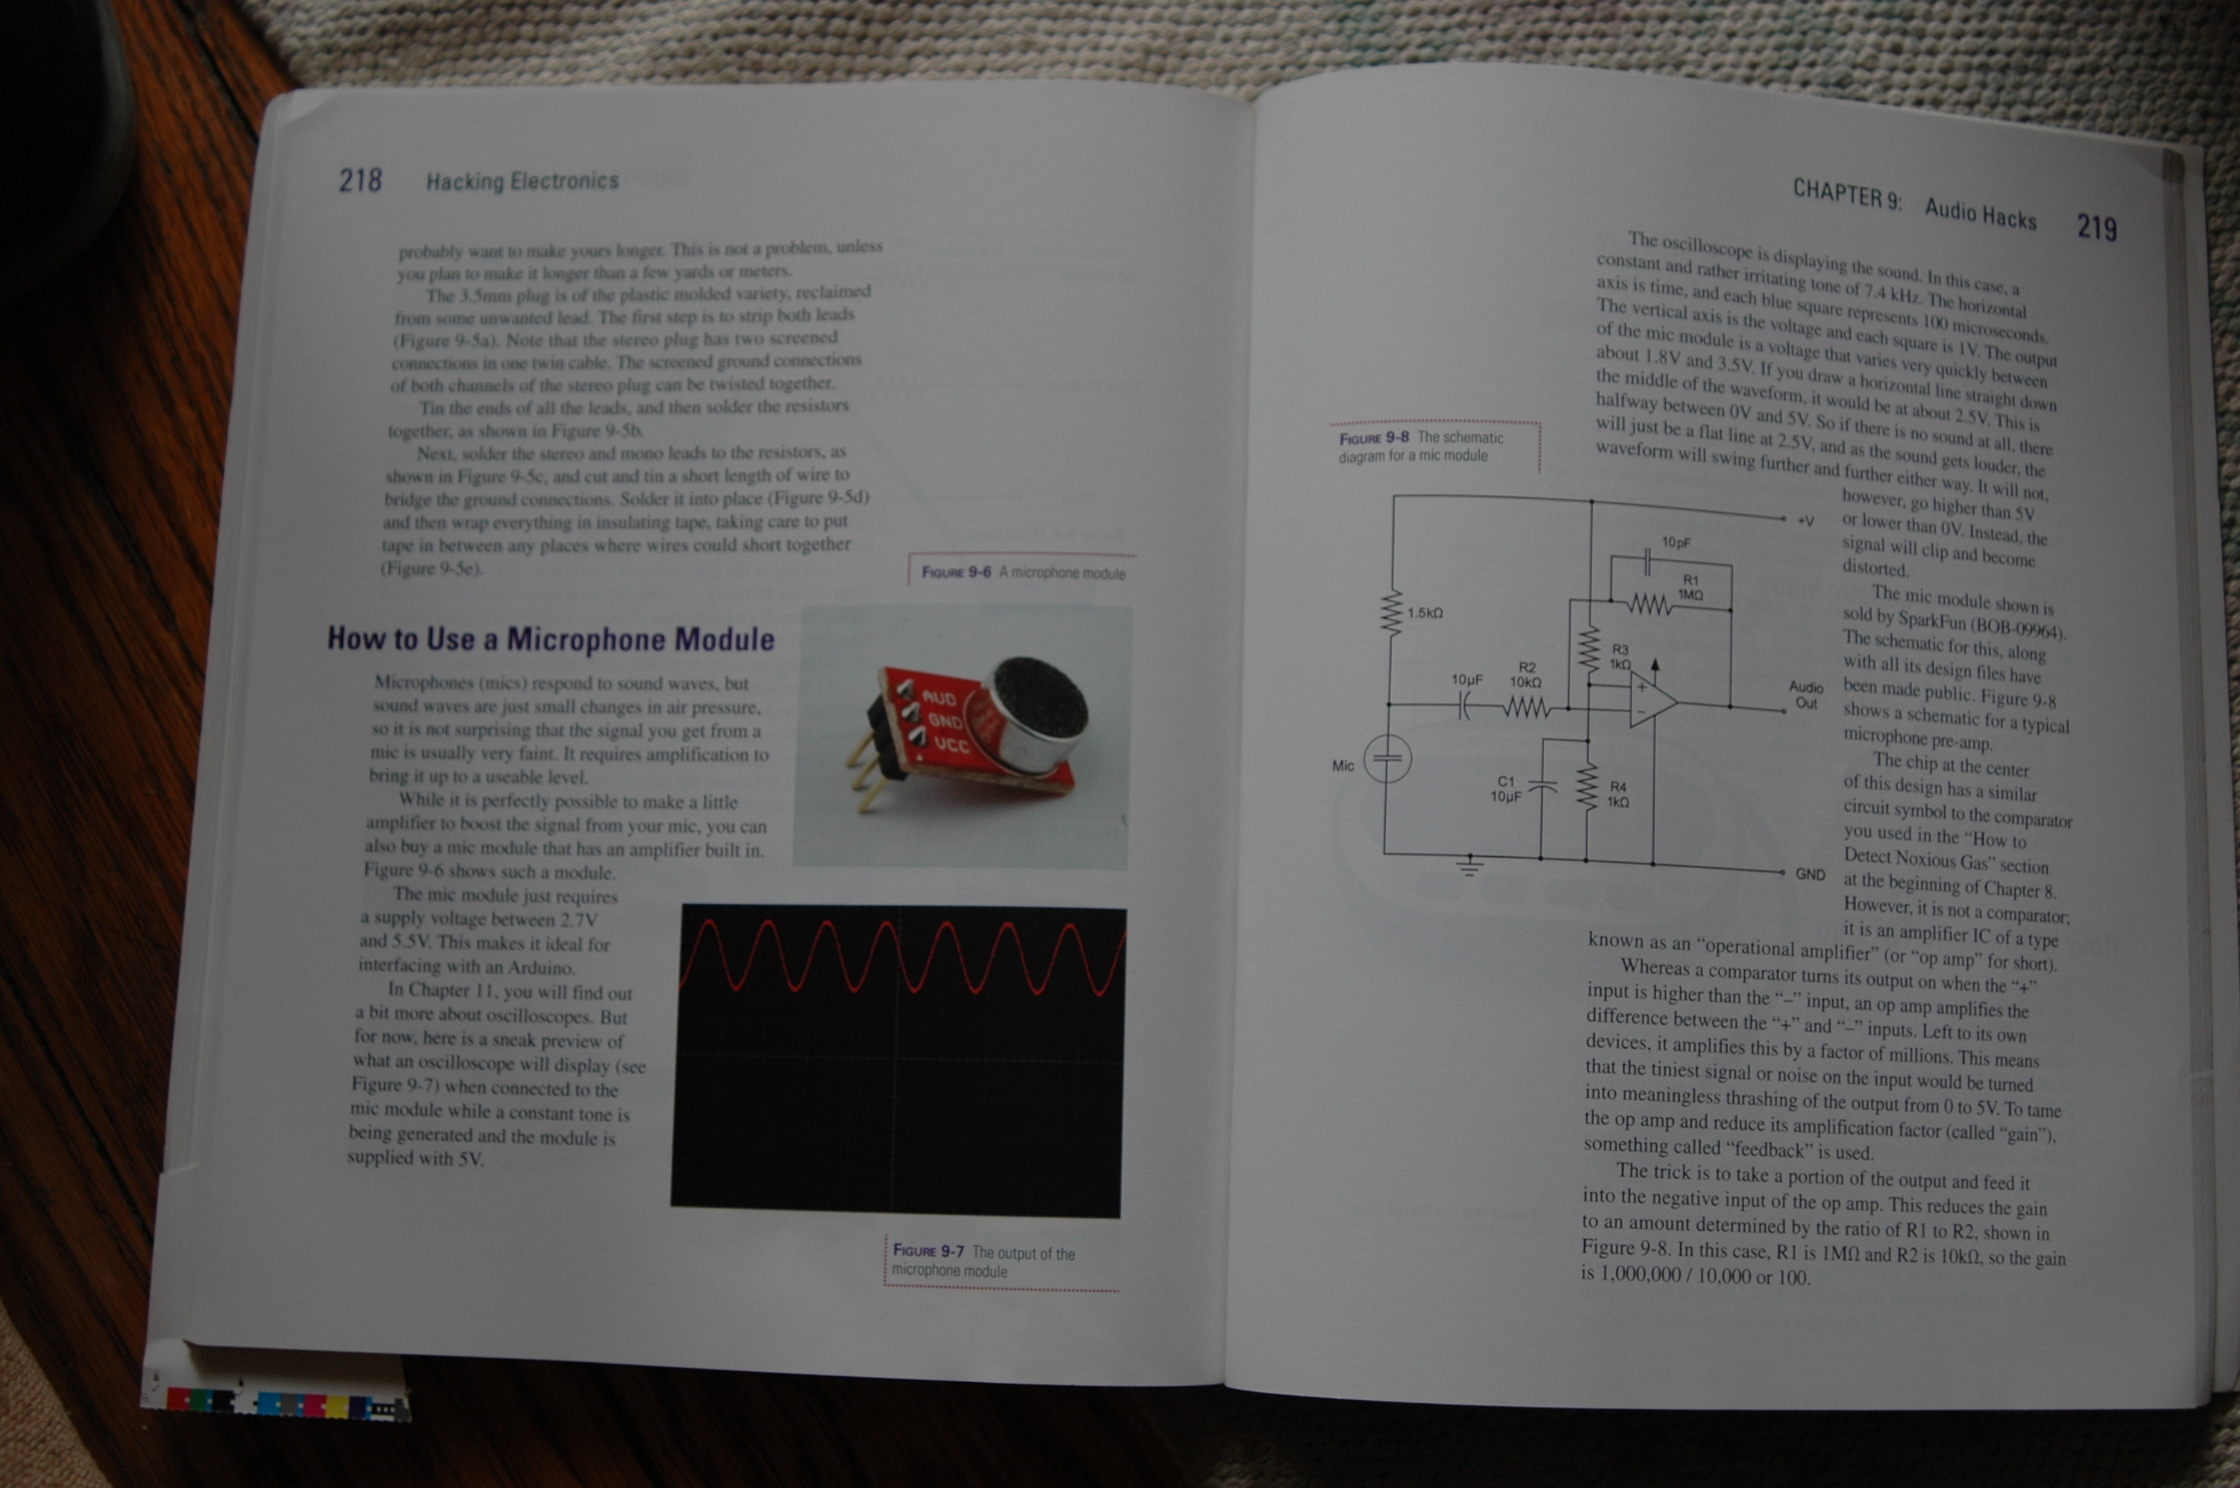 218 Hacking Electronics
probably want to make yours longer. This is not a problem, unless
you plan to make it longer than a few yards or meters.
The 3.5mm plug is of the plastic molded variety, reclaimed
from some unwanted lead. The first step is to strip both leads
(Figure 9-5a). Note that the stereo plug has two screened
connections in one twin cable. The screened ground connections
of both channels of the stereo plug can be twisted together.
Tin the ends of all the leads, and then solder the resistors
together, as shown in Figure 9-5b.
Next, solder the stereo and mono leads to the resistors, as
shown in Figure 9-5c, and cut and tin a short length of wire to
bridge the ground connections. Solder it into place (Figure 9-5d)
and then wrap everything in insulating tape, taking care to put
tape in between any places where wires could short together
(Figure 9-5e).
FIGURE 9-6 A microphone module
AUD
GND
VCC
How to Use a Microphone Module
Microphones (mics) respond to sound waves, but
sound waves are just small changes in air pressure,
so it is not surprising that the signal you get from a
mic is usually very faint. It requires amplification to
bring it up to a useable level.
While it is perfectly possible to make a little
amplifier to boost the signal from your mic, you can
also buy a mic module that has an amplifier built in.
Figure 9-6 shows such a module.
The mic module just requires
a supply voltage between 2.7V
and 5.5V. This makes it ideal for
interfacing with an Arduino.
In Chapter 11, you will find out
a bit more about oscilloscopes. But
for now, here is a sneak preview of
what an oscilloscope will display (see
Figure 9-7) when connected to the
mic module while a constant tone is
being generated and the module is
supplied with 5V.
FIGURE 9-7 The output of the
microphone module
CHAPTER 9: Audio Hacks 219
The oscilloscope is displaying the sound. In this case, a
constant and rather irritating tone of 7.4 kHz. The horizontal
axis is time, and each blue square represents 100 microseconds.
The vertical axis is the voltage and each square is 1V. The output
of the mic module is a voltage that varies very quickly between
about 1.8V and 3.5V. If you draw a horizontal line straight down
the middle of the waveform, it would be at about 2.5V. This is
halfway between 0V and 5V. So if there is no sound at all, there
will just be a flat line at 2.5V, and as the sound gets louder, the
waveform will swing further and further either way. It will not,
however, go higher than 5V
or lower than 0V. Instead, the
signal will clip and become
distorted.
The mic module shown is
sold by SparkFun (BOB-09964).
The schematic for this, along
with all its design files have
been made public. Figure 9-8
shows a schematic for a typical
microphone pre-amp.
The chip at the center
of this design has a similar
circuit symbol to the comparator
you used in the “How to
Detect Noxious Gas” section
at the beginning of Chapter 8.
However, it is not a comparator;
it is an amplifier IC of a type
known as an “operational amplifier” (or “op amp” for short).
Whereas a comparator turns its output on when the “+”
input is higher than the “–” input, an op amp amplifies the
difference between the “+” and “–” inputs. Left to its own
devices, it amplifies this by a factor of millions. This means
that the tiniest signal or noise on the input would be turned
into meaningless thrashing of the output from 0 to 5V. To tame
the op amp and reduce its amplification factor (called “gain”),
something called “feedback” is used.
The trick is to take a portion of the output and feed it
into the negative input of the op amp. This reduces the gain
to an amount determined by the ratio of R1 to R2, shown in
Figure 9-8. In this case, R1 is 1MΩ and R2 is 10kΩ, so the gain
is 1,000,000 / 10,000 or 100.
FIGURE 9-8 The schematic
diagram for a mic module
+V
10pF
R1
1MΩ
R3
1kΩ
1.5kΩ
R2
10kΩ
10µF
+
–
Audio
Out
Mic
C1
10µF
R4
1kΩ
GND